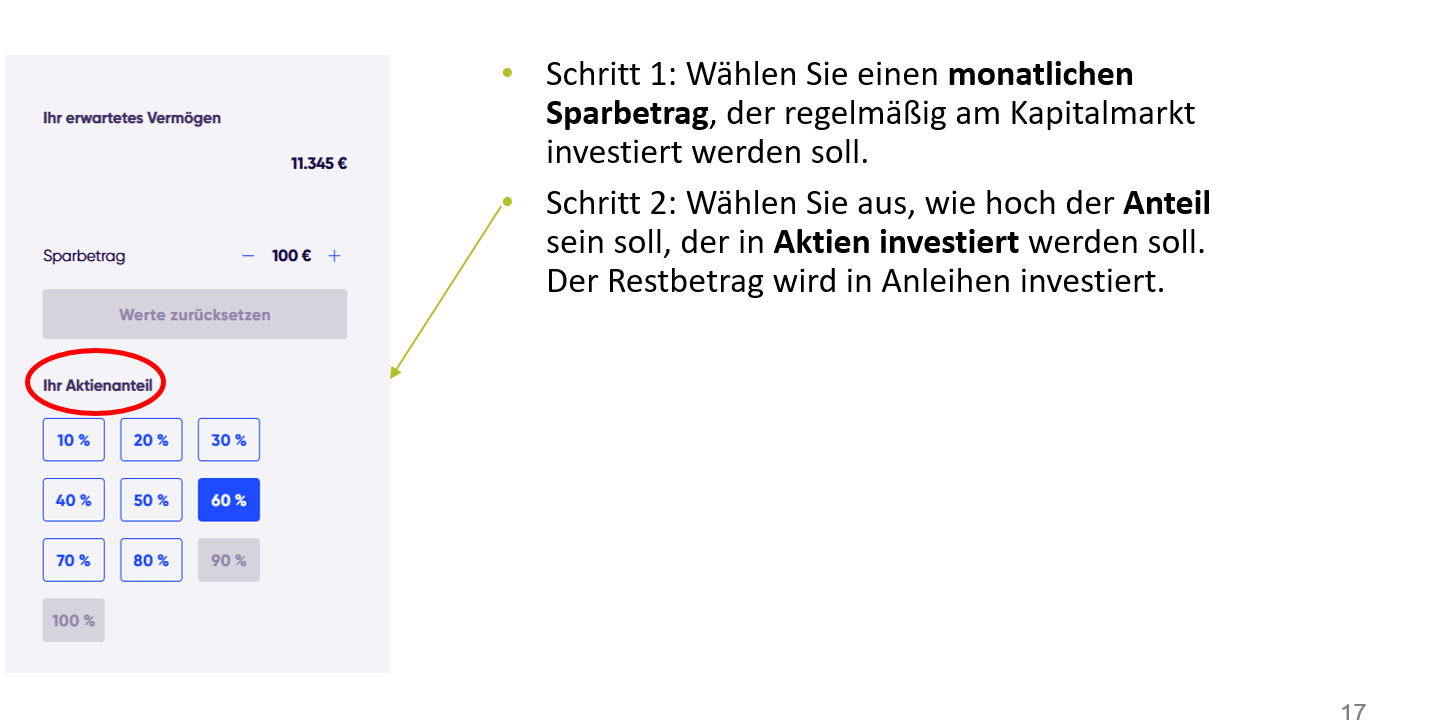 Ihr erwartetes Vermögen
11.345 €
Sparbetrag − 100 € +
Werte zurücksetzen
Ihr Aktienanteil
10 % 20 % 30 %
40 % 50 % 60 %
70 % 80 % 90 %
100 %
• Schritt 1: Wählen Sie einen monatlichen
Sparbetrag, der regelmäßig am Kapitalmarkt
investiert werden soll.
• Schritt 2: Wählen Sie aus, wie hoch der Anteil
sein soll, der in Aktien investiert werden soll.
Der Restbetrag wird in Anleihen investiert.
17